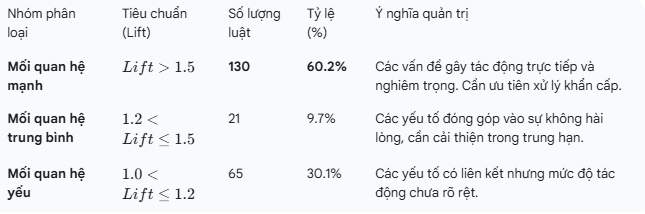 Nhóm phân loại	Tiêu chuẩn (Lift)	Số lượng luật	Tỷ lệ (%)	Ý nghĩa quản trị
Mối quan hệ mạnh	Lift > 1.5	130	60.2%	Các vấn đề gây tác động trực tiếp và nghiêm trọng. Cần ưu tiên xử lý khẩn cấp.
Mối quan hệ trung bình	1.2 < Lift ≤ 1.5	21	9.7%	Các yếu tố đóng góp vào sự không hài lòng, cần cải thiện trong trung hạn.
Mối quan hệ yếu	1.0 < Lift ≤ 1.2	65	30.1%	Các yếu tố có liên kết nhưng mức độ tác động chưa rõ rệt.